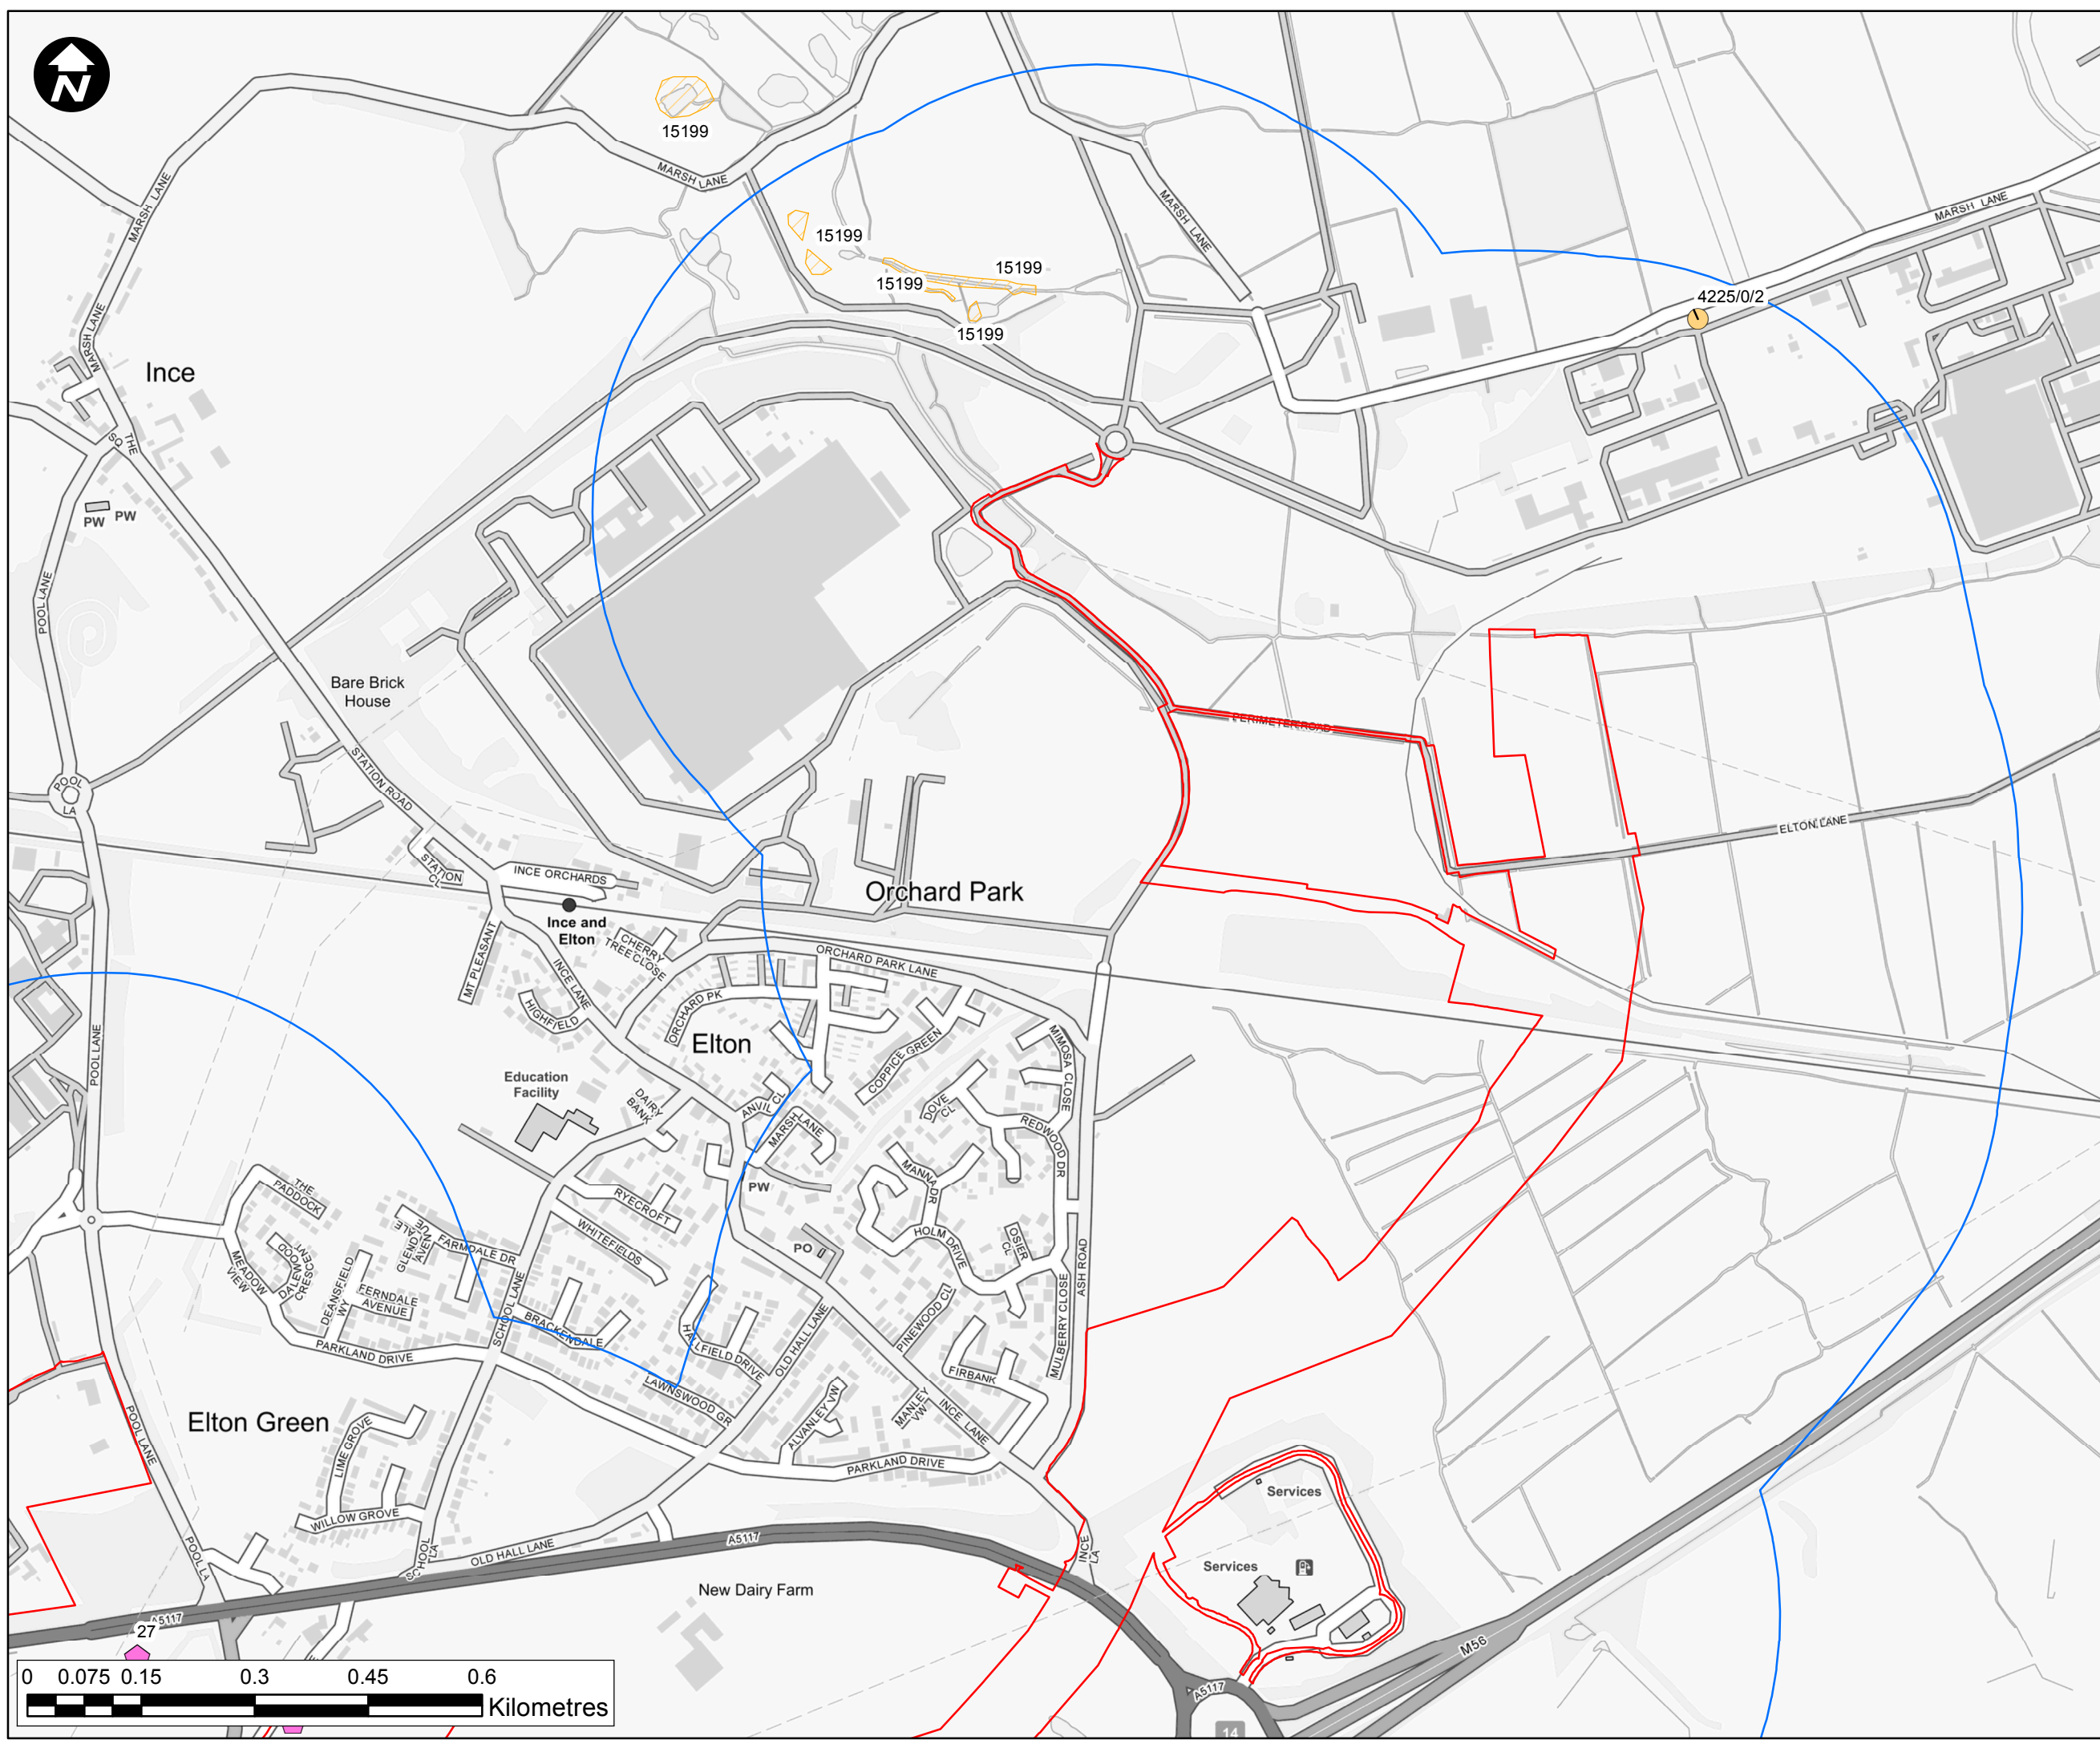 N
15199
MARSH LANE
MARSH LANE
MARSH LANE
MARSH LANE
15199
15199
15199
15199
4225/0/2
MARSH LANE
Ince
THE
SQ
PW
PW
POOL LANE
Bare Brick
House
STATION ROAD
PERIMETER ROAD
POOL
LA
ELTON LANE
STATION
CL
INCE ORCHARDS
Orchard Park
Ince and
Elton
CHERRY
TREE CLOSE
ORCHARD PARK LANE
MT PLEASANT
INCE LANE
HIGHFIELD
ORCHARD PK
Elton
COPPICE GREEN
MIMOSA CLOSE
POOL LANE
Education
Facility
DAIRY
BANK
ANVIL CL
MARSH LANE
DOVE
CL
REDWOOD DR
MANNA DR
PW
THE
PADDOCK
RYECROFT
WHITEFIELDS
PO
HOLM DRIVE
OSIER
CL
ASH ROAD
GLENDALE
AVENUE
FARMDALE DR
MEADOW
VIEW
DALEWOOD
CRESCENT
DEANSFIELD
WY
FERNDALE
AVENUE
SCHOOL LANE
BRACKENDALE
HALLFIELD DRIVE
OLD HALL LANE
PINEWOOD CL
MULBERRY CLOSE
PARKLAND DRIVE
LAWNSWOOD GR
FIRBANK
Elton Green
LIME GROVE
ALVANLEY VW
MANLEY
VW
INCE LANE
POOL LANE
PARKLAND DRIVE
Services
WILLOW GROVE
SCHOOL
LA
OLD HALL LANE
A5117
INCE
LA
POOL LA
Services
New Dairy Farm
A5117
27
M56
A5117
14
0 0.075 0.15 0.3 0.45 0.6
Kilometres